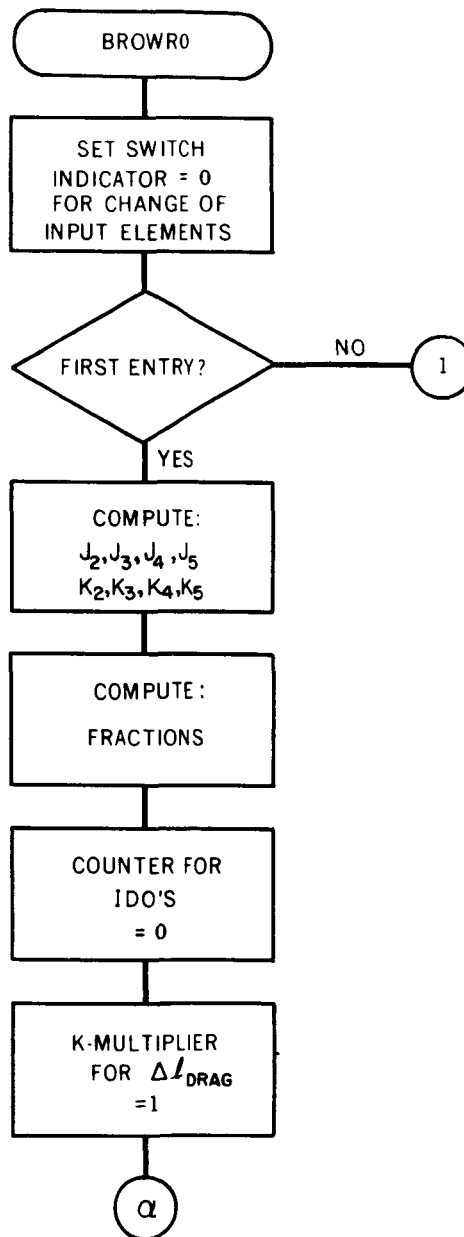 BROWRO
SET SWITCH
INDICATOR = 0
FOR CHANGE OF
INPUT ELEMENTS
FIRST ENTRY?
NO
1
YES
COMPUTE:
J₂,J₃,J₄,J₅
K₂,K₃,K₄,K₅
COMPUTE:
FRACTIONS
COUNTER FOR
IDO'S
= 0
K-MULTIPLIER
FOR Δℓ DRAG
=1
α